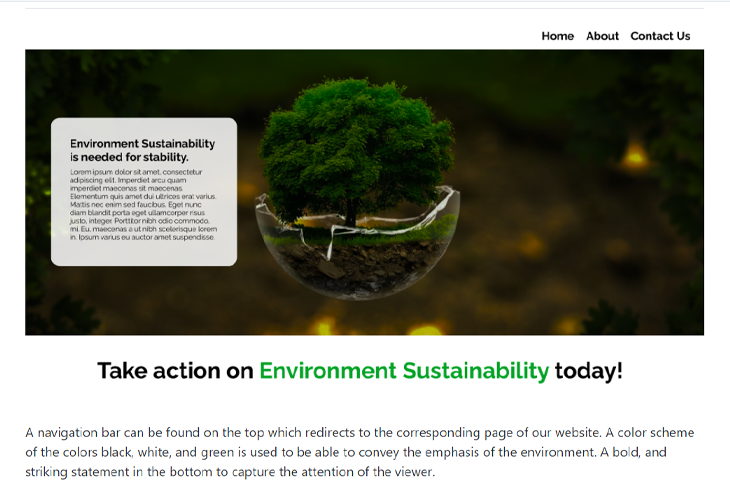 Home About Contact Us
Environment Sustainability
is needed for stability.
Lorem ipsum dolor sit amet, consectetur
adipiscing elit. Imperdiet arcu quam
imperdiet maecenas sit maecenas.
Elementum quis amet dui ultrices erat varius.
Mattis nec enim sed faucibus. Eget nunc
diam blandit porta eget ullamcorper risus
justo, integer. Porttitor nibh odio commodo,
mi. Eu, maecenas a ut nibh scelerisque lorem
in. Ipsum varius eu auctor amet suspendisse.
Take action on Environment Sustainability today!
A navigation bar can be found on the top which redirects to the corresponding page of our website. A color scheme
of the colors black, white, and green is used to be able to convey the emphasis of the environment. A bold, and
striking statement in the bottom to capture the attention of the viewer.